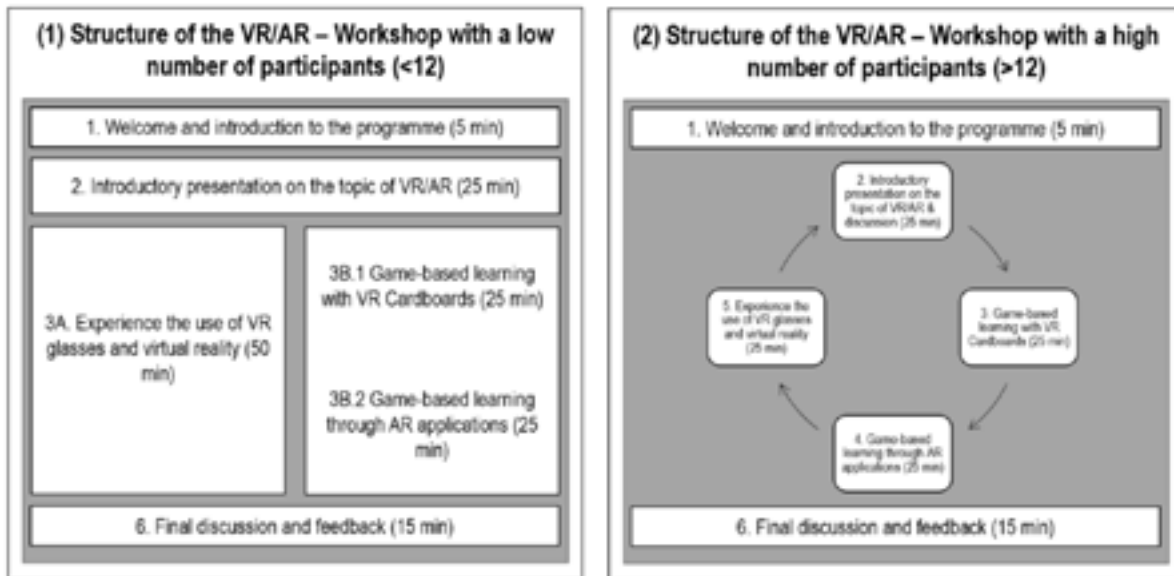 (1) Structure of the VR/AR – Workshop with a low
number of participants (<12)
1. Welcome and introduction to the programme (5 min)
2. Introductory presentation on the topic of VR/AR (25 min)
3A. Experience the use of VR
glasses and virtual reality (50
min)
3B.1 Game-based learning
with VR Cardboards (25 min)
3B.2 Game-based learning
through AR applications (25
min)
6. Final discussion and feedback (15 min)
(2) Structure of the VR/AR – Workshop with a high
number of participants (>12)
1. Welcome and introduction to the programme (5 min)
2. Introductory
presentation on the
topic of VR/AR &
discussion (25 min)
3. Game-based
learning with VR
Cardboards (25 min)
4. Game-based
learning through AR
applications (25 min)
5. Experience the
use of VR glasses
and virtual reality
(25 min)
6. Final discussion and feedback (15 min)